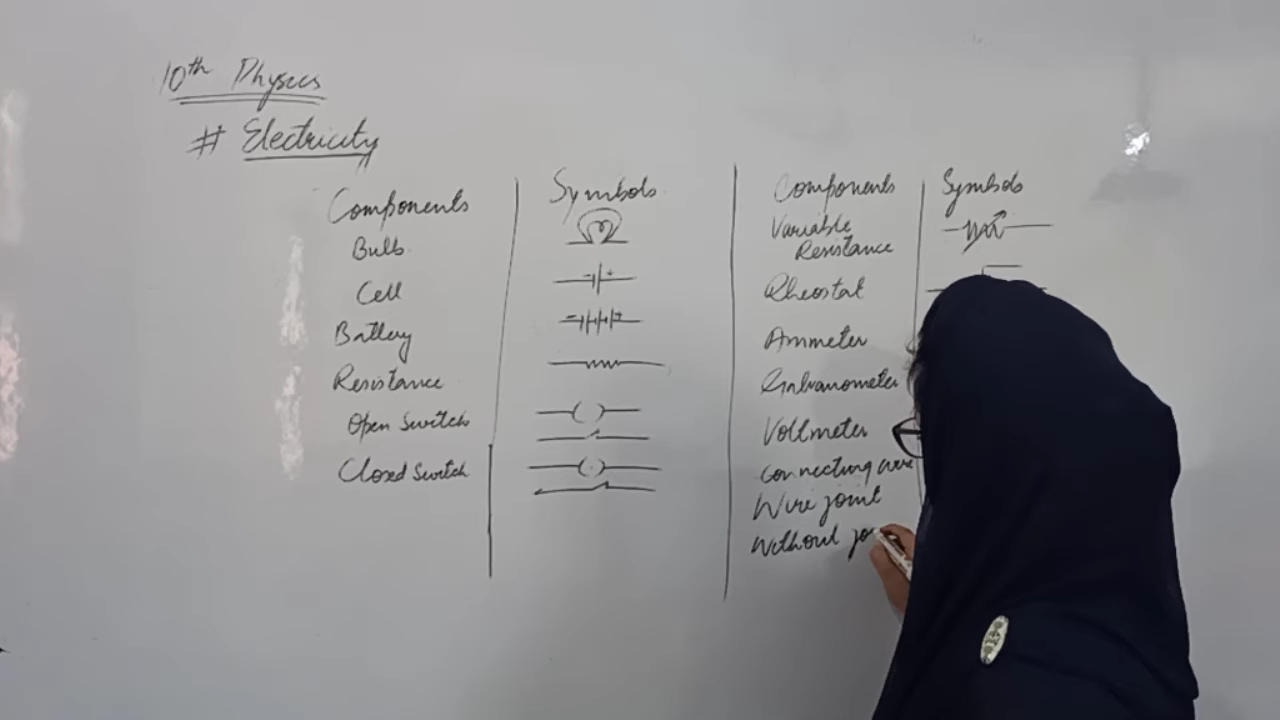 10th Physics
# Electricity
Components Symbols
Bulb
Cell
Battery
Resistance
Open Switch
Closed Switch
Components Symbols
Variable
Resistance
Rheostat
Ammeter
Galvanometer
Voltmeter
Connecting wire
Wire joint
Without jo